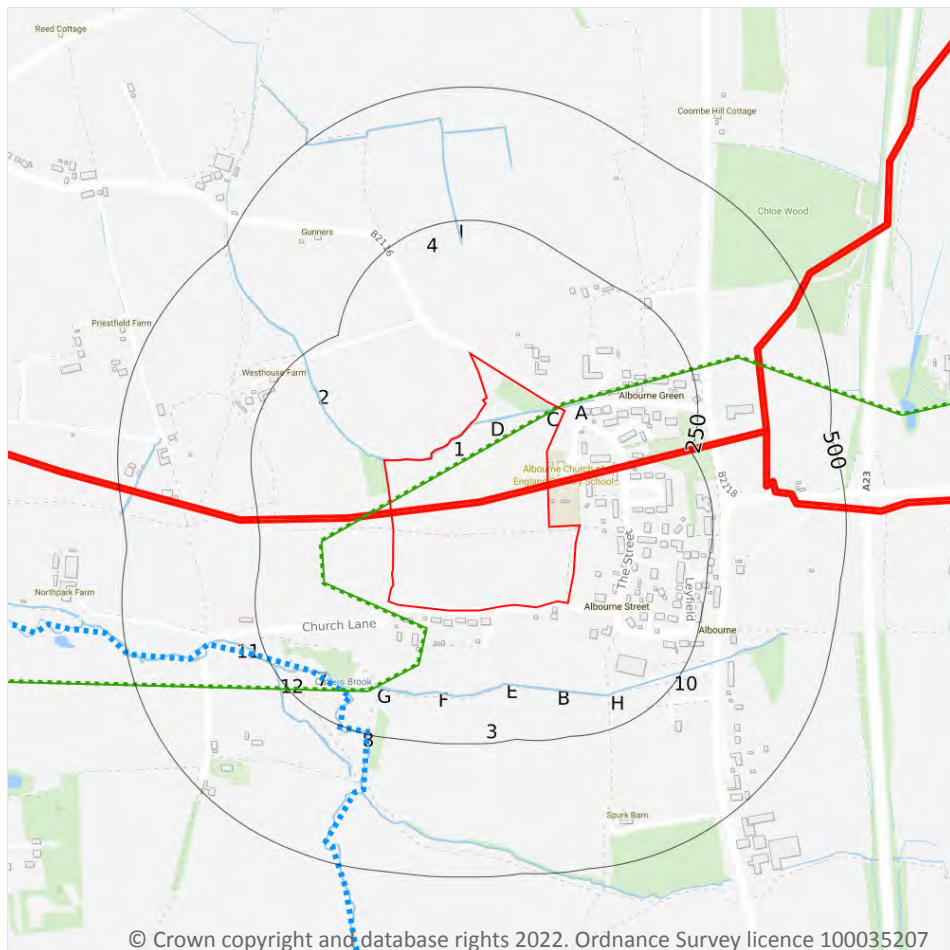 Reed Cottage
Coombe Hill Cottage
Chloe Wood
Gunners
B2116
4
I
Priestfield Farm
Westhouse Farm
2
Albourne Green
A
C
D
1
250
500
Albourne Church of
England Primary School
A23
B2118
The Street
Leyfield
Northpark Farm
Albourne Street
Church Lane
Albourne
11
12
7
Cutlers Brook
G
F
E
B
H
10
3
8
Spurk Barn
© Crown copyright and database rights 2022. Ordnance Survey licence 100035207